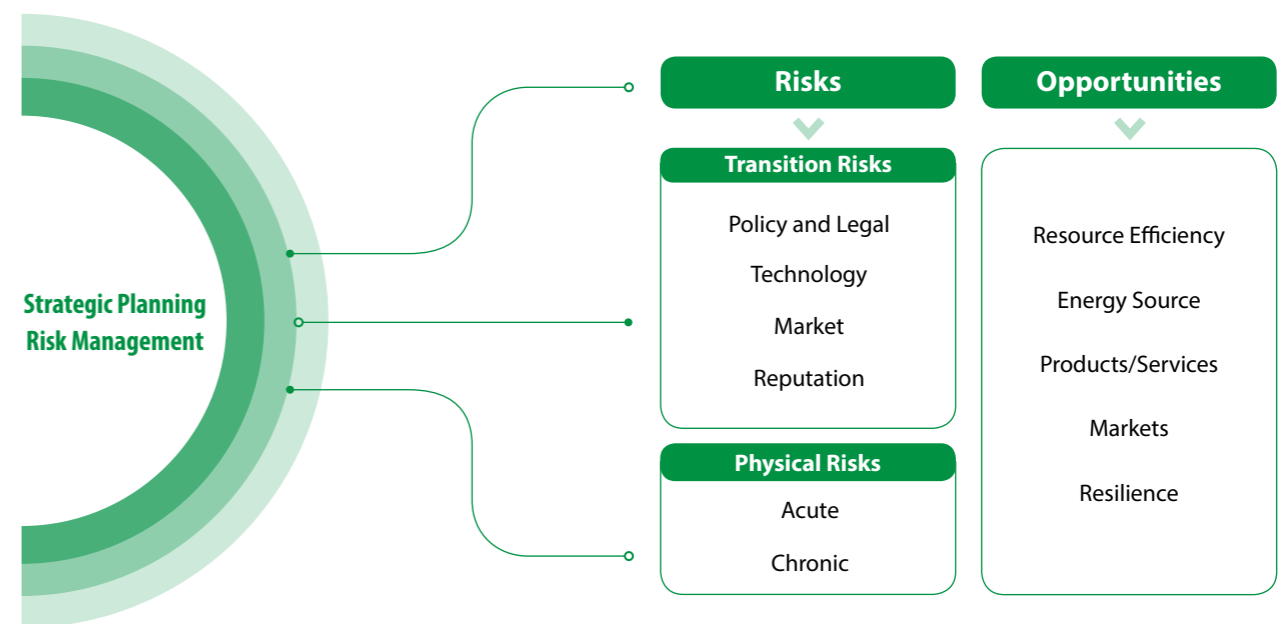 Strategic Planning
Risk Management
Risks
Transition Risks
Policy and Legal
Technology
Market
Reputation
Physical Risks
Acute
Chronic
Opportunities
Resource Efficiency
Energy Source
Products/Services
Markets
Resilience